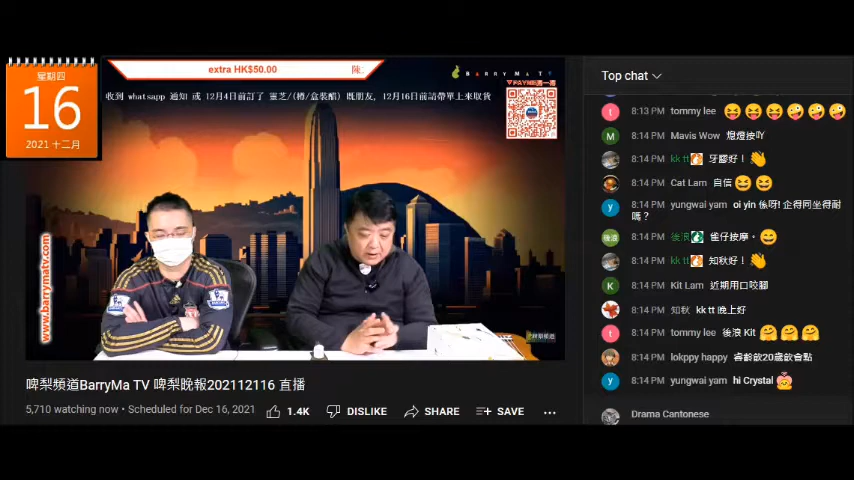 星期四
16
2021 十二月
extra HK$50.00
陳
BARRYMATV
收到 whatsapp 通知 或 12月4日前訂了 靈芝/(樽/盒裝醋) 既朋友, 12月16日前請帶單上來取貨
www.barrymatv.com
啤梨頻道BarryMa TV 啤梨晚報202112116 直播
5,710 watching now • Scheduled for Dec 16, 2021
1.4K
DISLIKE
SHARE
SAVE
Top chat
8:13 PM tommy lee
8:14 PM Mavis Wow 燈燈按吖
8:14 PM kk tt 牙膠好！
8:14 PM Cat Lam 自信
8:14 PM yungwai yam oi yin 係呀! 企得同坐得耐
嗎？
8:14 PM 後浪 雀仔按摩。
8:14 PM kk tt 知秋好！
8:14 PM Kit Lam 近期用口咬腳
8:14 PM 知秋 kk tt 晚上好
8:14 PM tommy lee 後浪 Kit
8:14 PM lokppy happy 睿齡飲20歲飲會點
8:14 PM yungwai yam hi Crystal
Drama Cantonese